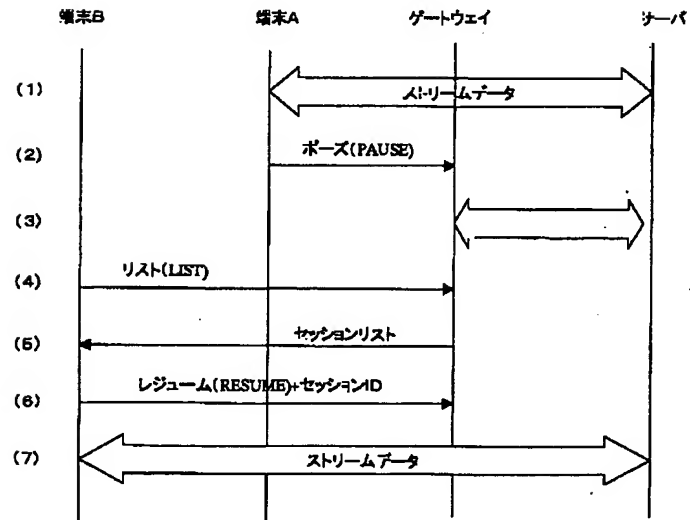 端末B 端末A ゲートウェイ サーバ
(1) ストリームデータ
(2) ポーズ(PAUSE)
(3)
(4) リスト(LIST)
(5) セッションリスト
(6) レジューム(RESUME)+セッションID
(7) ストリームデータ